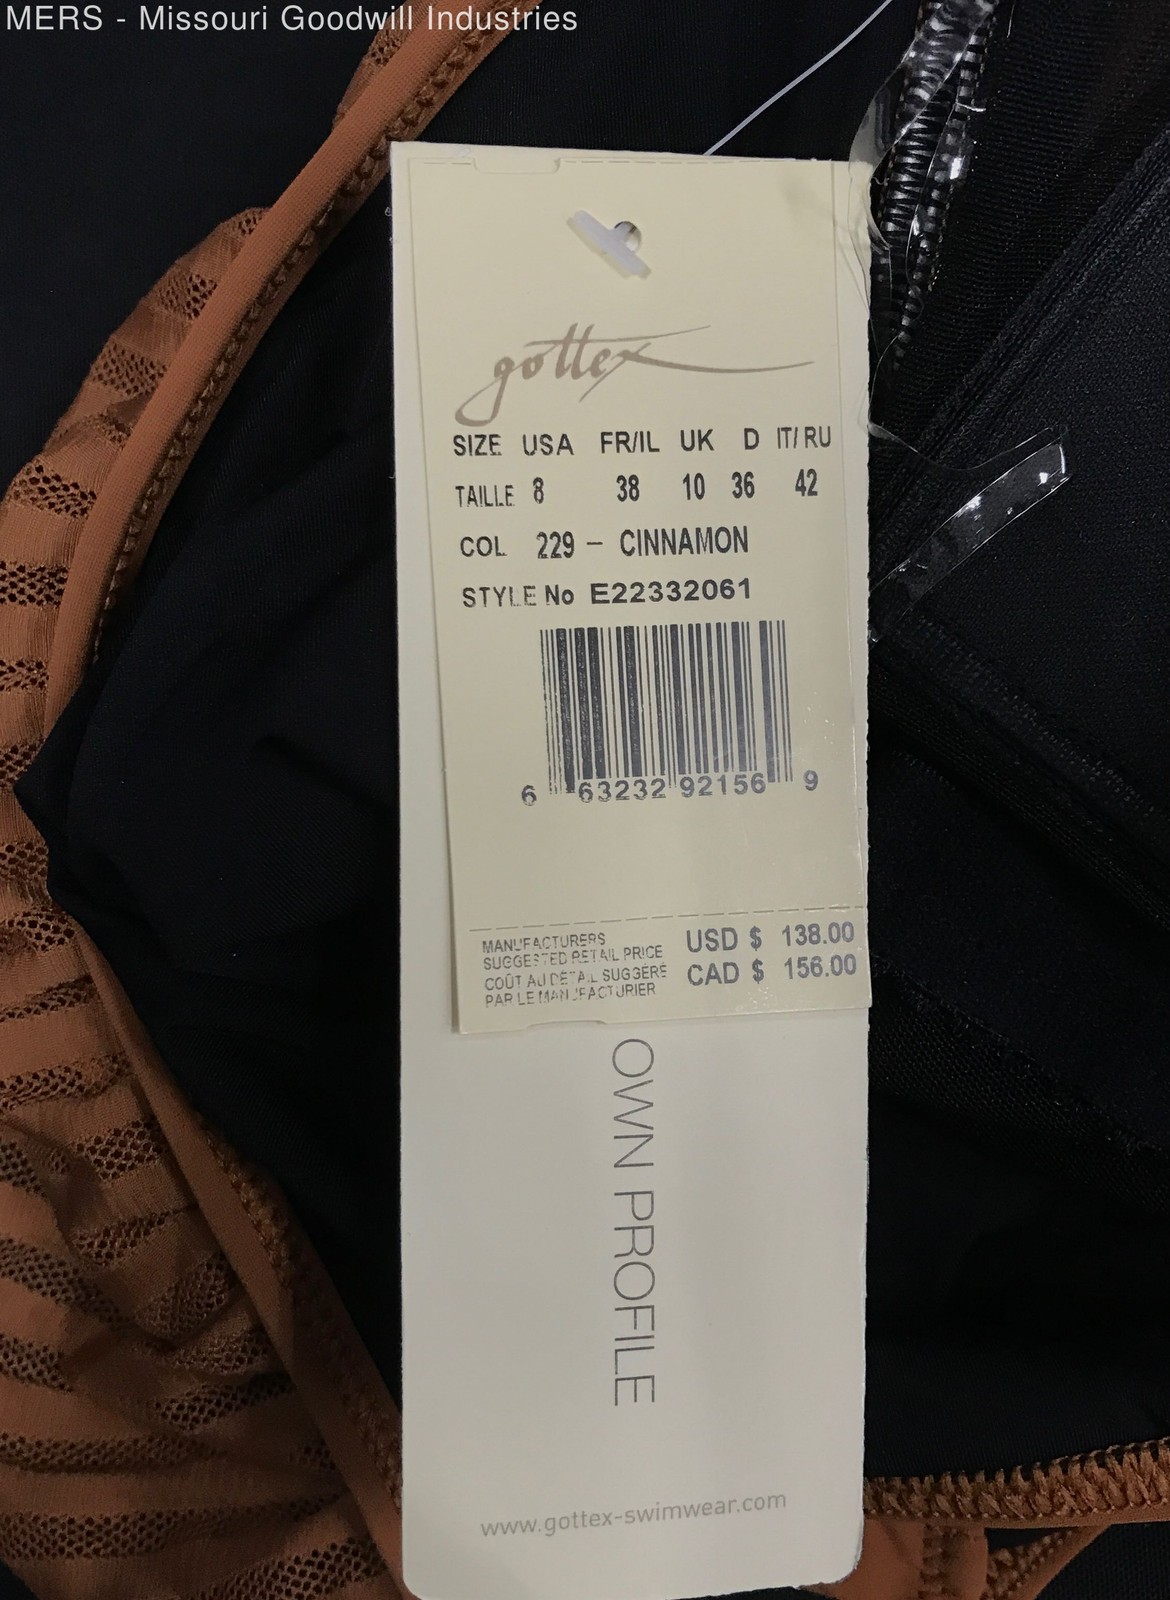 MERS - Missouri Goodwill Industries
gottex
SIZE USA FR/IL UK D IT/RU
TAILLE 8 38 10 36 42
COL 229 - CINNAMON
STYLE No E22332061
6 63232 92156 9
MANUFACTURERS
SUGGESTED RETAIL PRICE
COÛT AU DÉTAIL SUGGÉRÉ
PAR LE MANUFACTURIER
USD $ 138.00
CAD $ 156.00
OWN PROFILE
www.gottex-swimwear.com